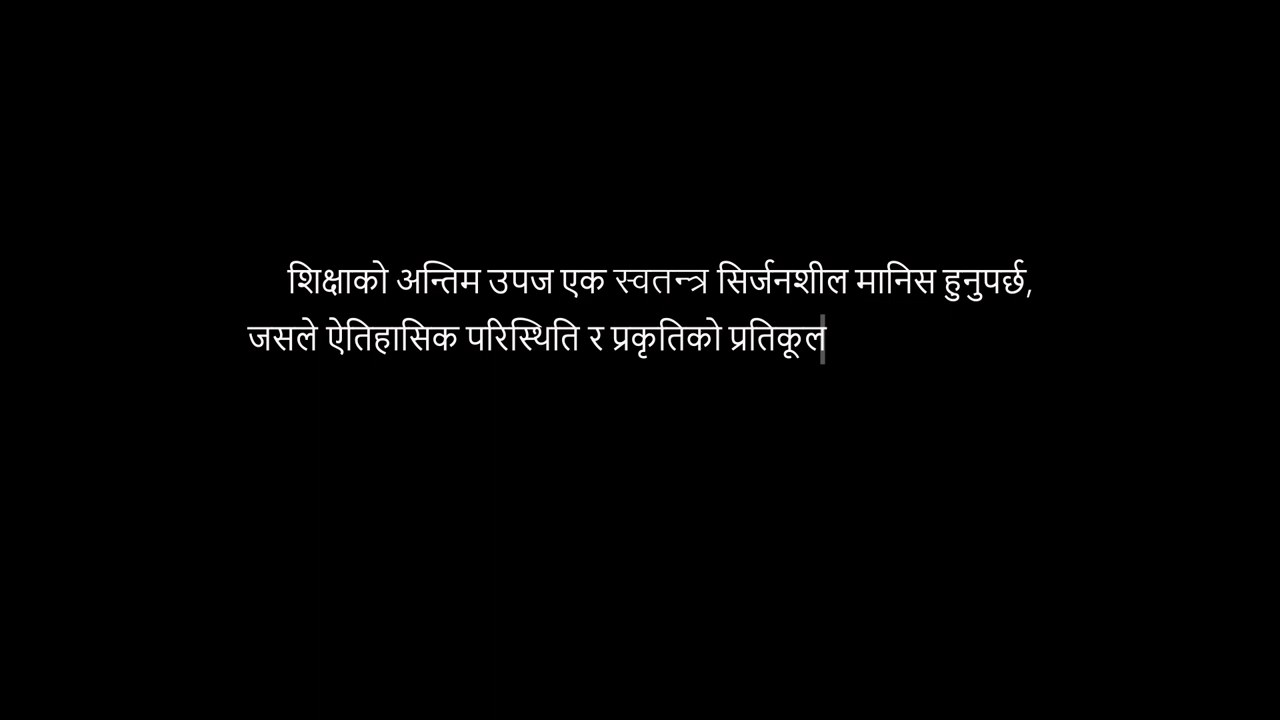 शिक्षाको अन्तिम उपज एक स्वतन्त्र सिर्जनशील मानिस हुनुपर्छ,
जसले ऐतिहासिक परिस्थिति र प्रकृतिको प्रतिकूल